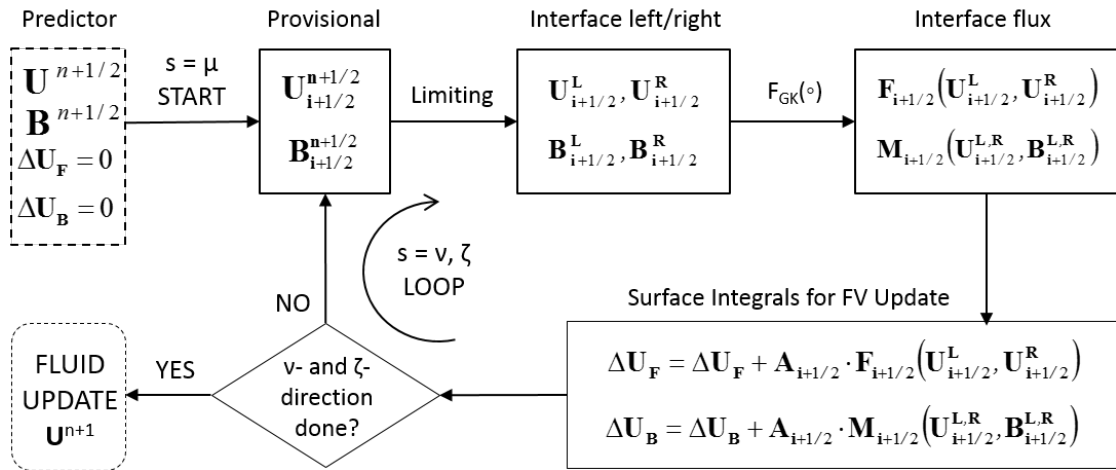 Predictor
Provisional
Interface left/right
Interface flux
U^{n+1/2}
B^{n+1/2}
ΔU_F = 0
ΔU_B = 0
s = μ
START
U^{n+1/2}_{i+1/2}
B^{n+1/2}_{i+1/2}
Limiting
U^L_{i+1/2}, U^R_{i+1/2}
B^L_{i+1/2}, B^R_{i+1/2}
F_{GK}(∘)
F_{i+1/2}(U^L_{i+1/2}, U^R_{i+1/2})
M_{i+1/2}(U^{L,R}_{i+1/2}, B^{L,R}_{i+1/2})
s = ν, ζ
LOOP
NO
Surface Integrals for FV Update
ΔU_F = ΔU_F + A_{i+1/2} · F_{i+1/2}(U^L_{i+1/2}, U^R_{i+1/2})
ΔU_B = ΔU_B + A_{i+1/2} · M_{i+1/2}(U^{L,R}_{i+1/2}, B^{L,R}_{i+1/2})
ν- and ζ-
direction
done?
YES
FLUID
UPDATE
U^{n+1}